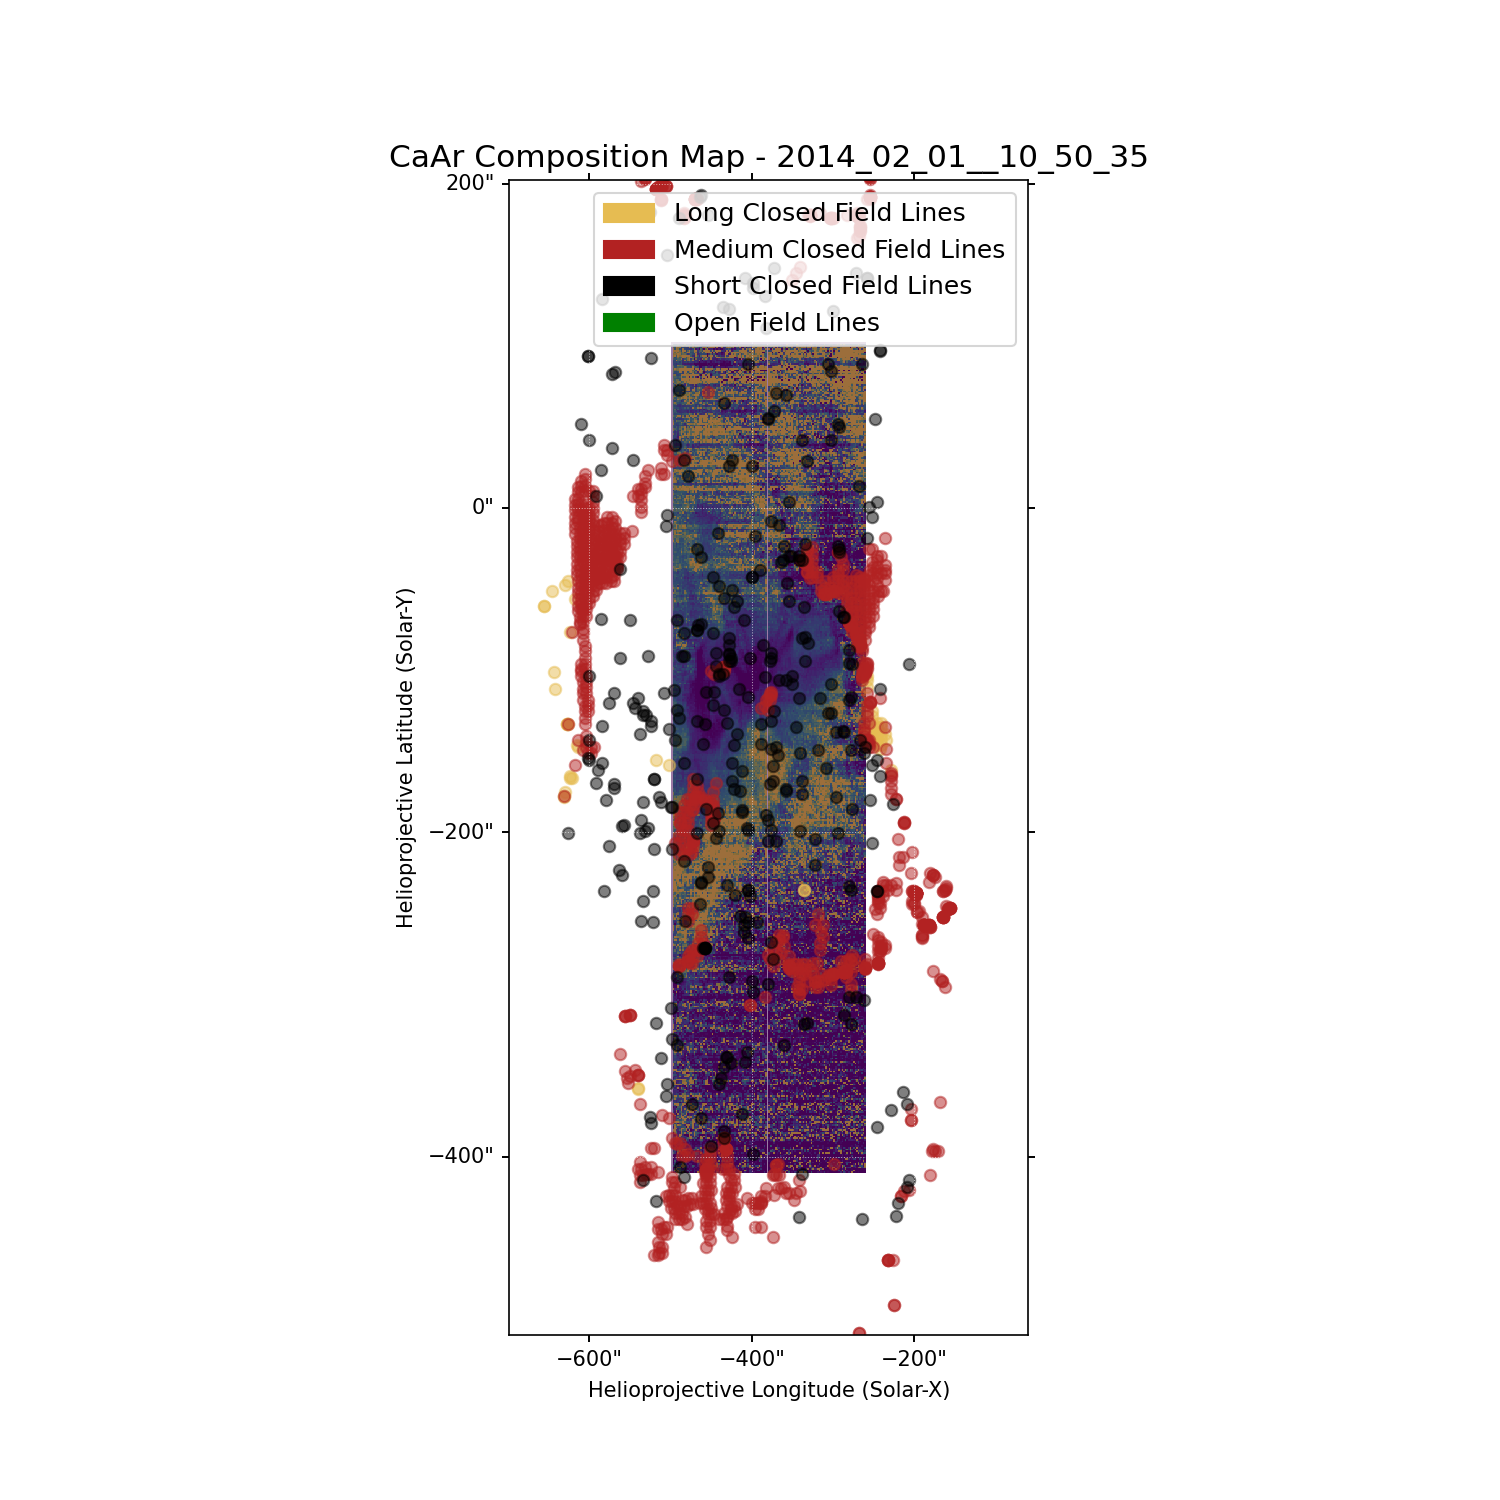 CaAr Composition Map - 2014_02_01__10_50_35
200"
Long Closed Field Lines
Medium Closed Field Lines
Short Closed Field Lines
Open Field Lines
0"
Helioprojective Latitude (Solar-Y)
−200"
−400"
−600" −400" −200"
Helioprojective Longitude (Solar-X)